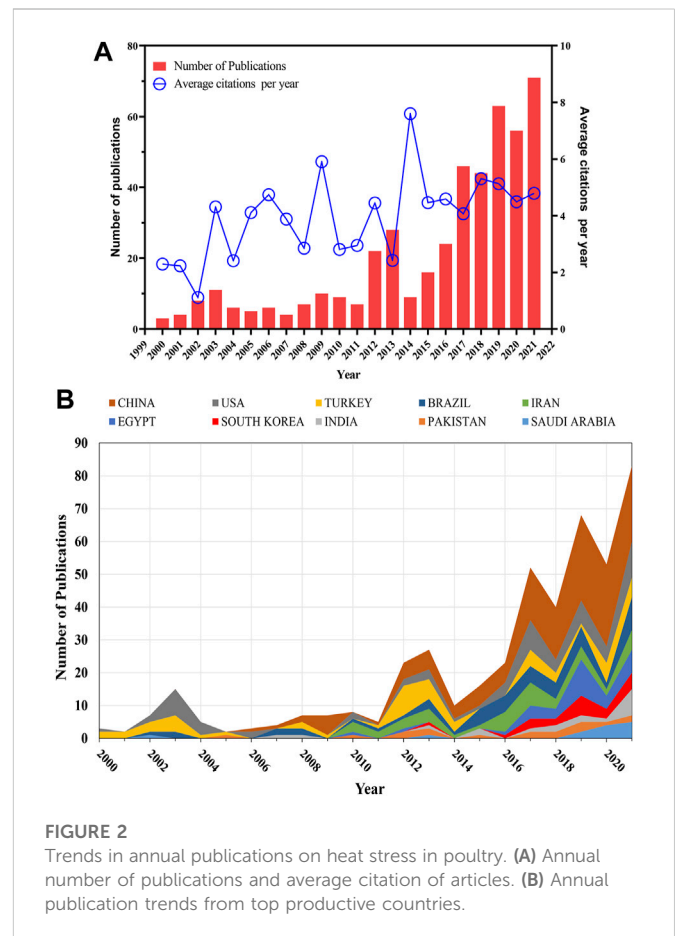 A
80
60
40
20
0
Number of publications
Number of Publications
Average citations per year
10
8
6
4
2
0
Average citations per year
1999 2000 2001 2002 2003 2004 2005 2006 2007 2008 2009 2010 2011 2012 2013 2014 2015 2016 2017 2018 2019 2020 2021 2022
Year
B
CHINA USA TURKEY BRAZIL IRAN
EGYPT SOUTH KOREA INDIA PAKISTAN SAUDI ARABIA
90
80
70
60
50
40
30
20
10
0
Number of Publications
2000 2002 2004 2006 2008 2010 2012 2014 2016 2018 2020
Year
FIGURE 2
Trends in annual publications on heat stress in poultry. (A) Annual
number of publications and average citation of articles. (B) Annual
publication trends from top productive countries.